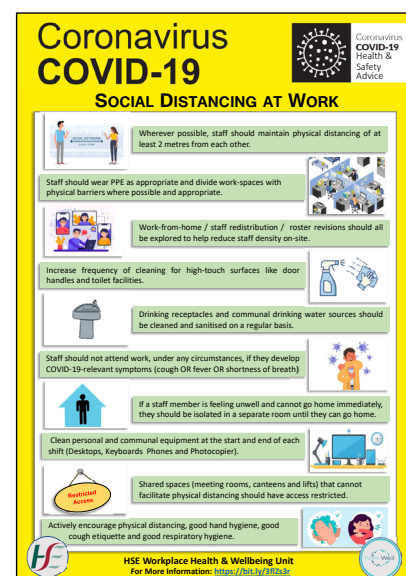 Coronavirus
COVID-19
Coronavirus
COVID-19
Health &
Safety
Advice
SOCIAL DISTANCING AT WORK
Wherever possible, staff should maintain physical distancing of at
least 2 metres from each other.
SOCIAL DISTANCING
Staff should wear PPE as appropriate and divide work-spaces with
physical barriers where possible and appropriate.
Work-from-home / staff redistribution / roster revisions should all
be explored to help reduce staff density on-site.
Increase frequency of cleaning for high-touch surfaces like door
handles and toilet facilities.
Drinking receptacles and communal drinking water sources should
be cleaned and sanitised on a regular basis.
Staff should not attend work, under any circumstances, if they develop
COVID-19-relevant symptoms (cough OR fever OR shortness of breath)
If a staff member is feeling unwell and cannot go home immediately,
they should be isolated in a separate room until they can go home.
Clean personal and communal equipment at the start and end of each
shift (Desktops, Keyboards Phones and Photocopier).
Restricted
Access
Shared spaces (meeting rooms, canteens and lifts) that cannot
facilitate physical distancing should have access restricted.
Actively encourage physical distancing, good hand hygiene, good
cough etiquette and good respiratory hygiene.
HSE Workplace Health & Wellbeing Unit
For More Information: https://bit.ly/3flZs3r